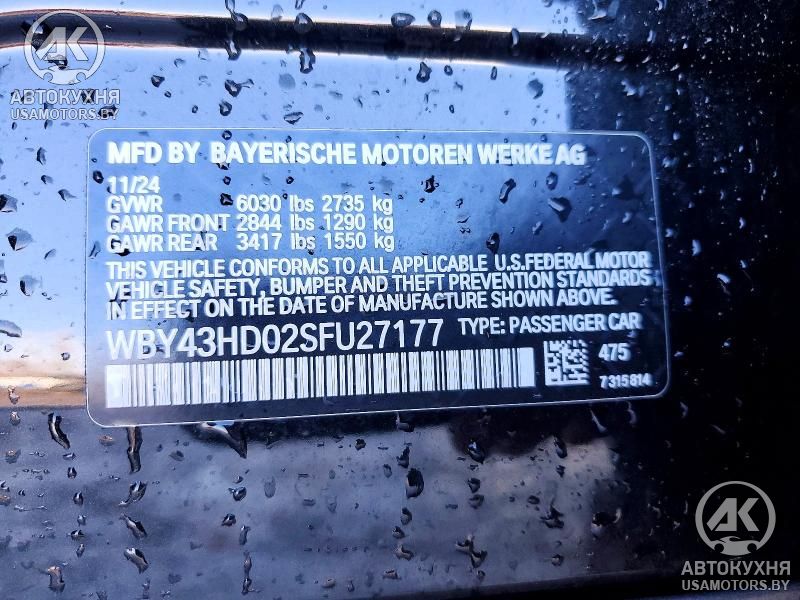 АК
АВТОКУХНЯ
USAMOTORS.BY
MFD BY BAYERISCHE MOTOREN WERKE AG
11/24
GVWR 6030 lbs 2735 kg
GAWR FRONT 2844 lbs 1290 kg
GAWR REAR 3417 lbs 1550 kg
THIS VEHICLE CONFORMS TO ALL APPLICABLE U.S.FEDERAL MOTOR
VEHICLE SAFETY, BUMPER AND THEFT PREVENTION STANDARDS
IN EFFECT ON THE DATE OF MANUFACTURE SHOWN ABOVE.
WBY43HD02SFU27177 TYPE: PASSENGER CAR
475
7315814
АК
АВТОКУХНЯ
USAMOTORS.BY